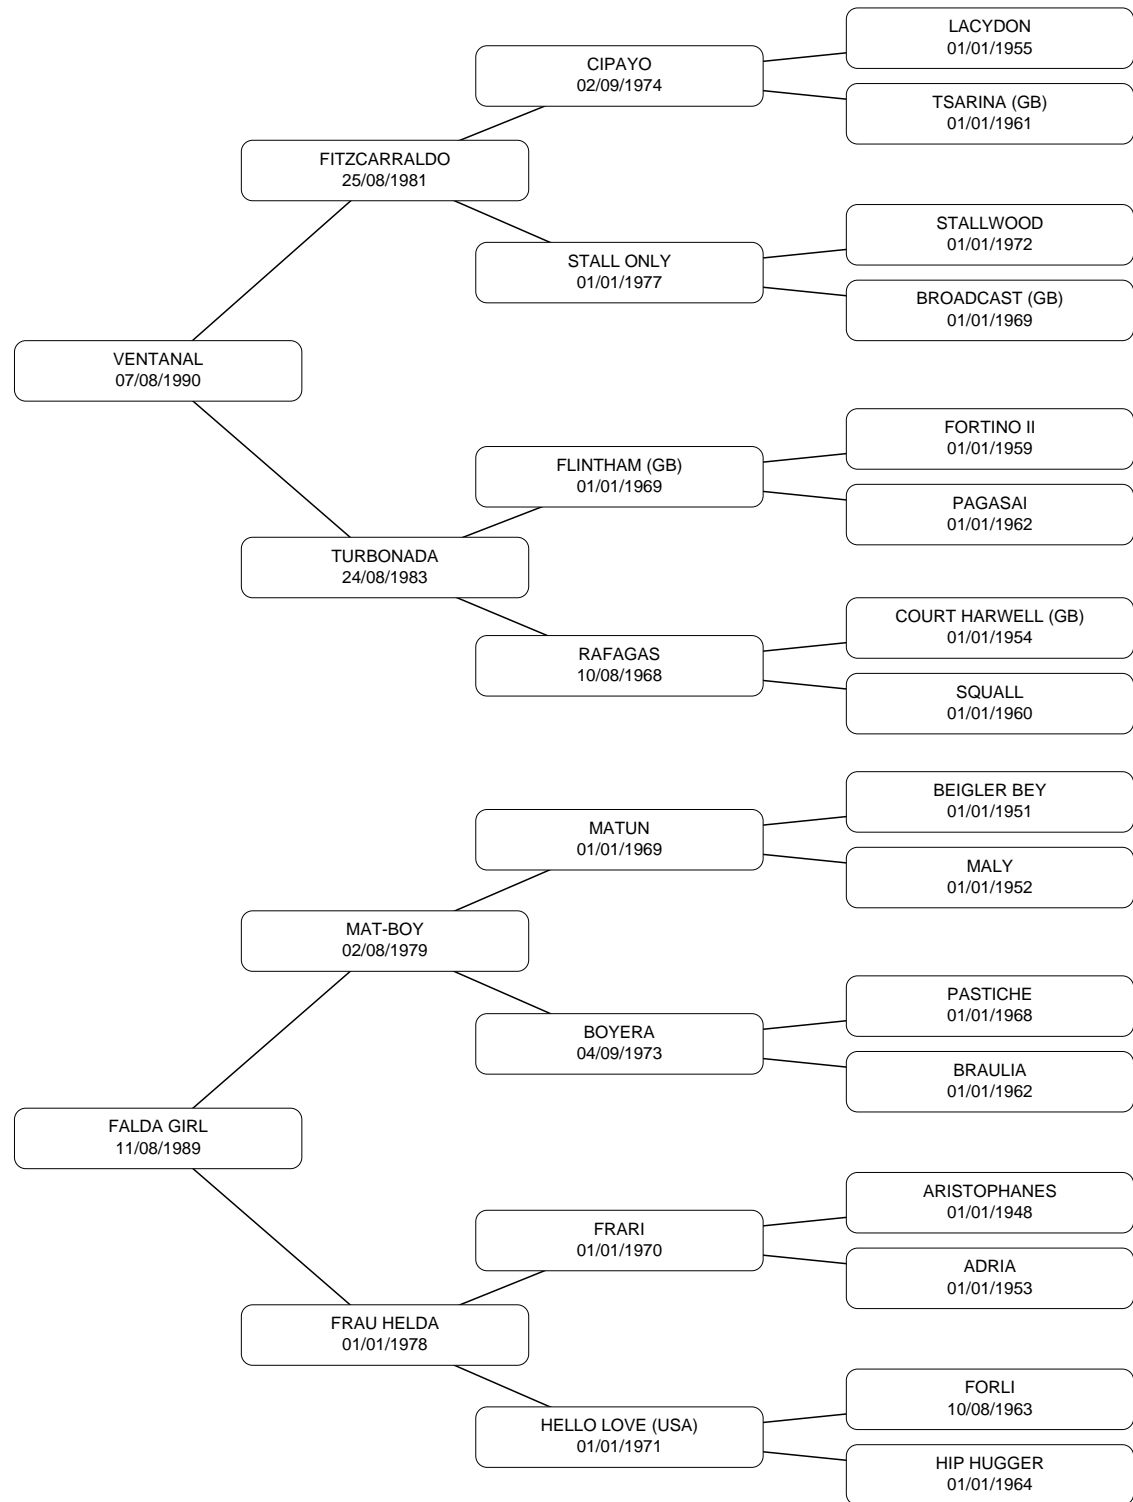 LACYDON
01/01/1955
CIPAYO
02/09/1974
TSARINA (GB)
01/01/1961
FITZCARRALDO
25/08/1981
STALLWOOD
01/01/1972
STALL ONLY
01/01/1977
BROADCAST (GB)
01/01/1969
VENTANAL
07/08/1990
FORTINO II
01/01/1959
FLINTHAM (GB)
01/01/1969
PAGASAI
01/01/1962
TURBONADA
24/08/1983
COURT HARWELL (GB)
01/01/1954
RAFAGAS
10/08/1968
SQUALL
01/01/1960
BEIGLER BEY
01/01/1951
MATUN
01/01/1969
MALY
01/01/1952
MAT-BOY
02/08/1979
PASTICHE
01/01/1968
BOYERA
04/09/1973
BRAULIA
01/01/1962
FALDA GIRL
11/08/1989
ARISTOPHANES
01/01/1948
FRARI
01/01/1970
ADRIA
01/01/1953
FRAU HELDA
01/01/1978
FORLI
10/08/1963
HELLO LOVE (USA)
01/01/1971
HIP HUGGER
01/01/1964